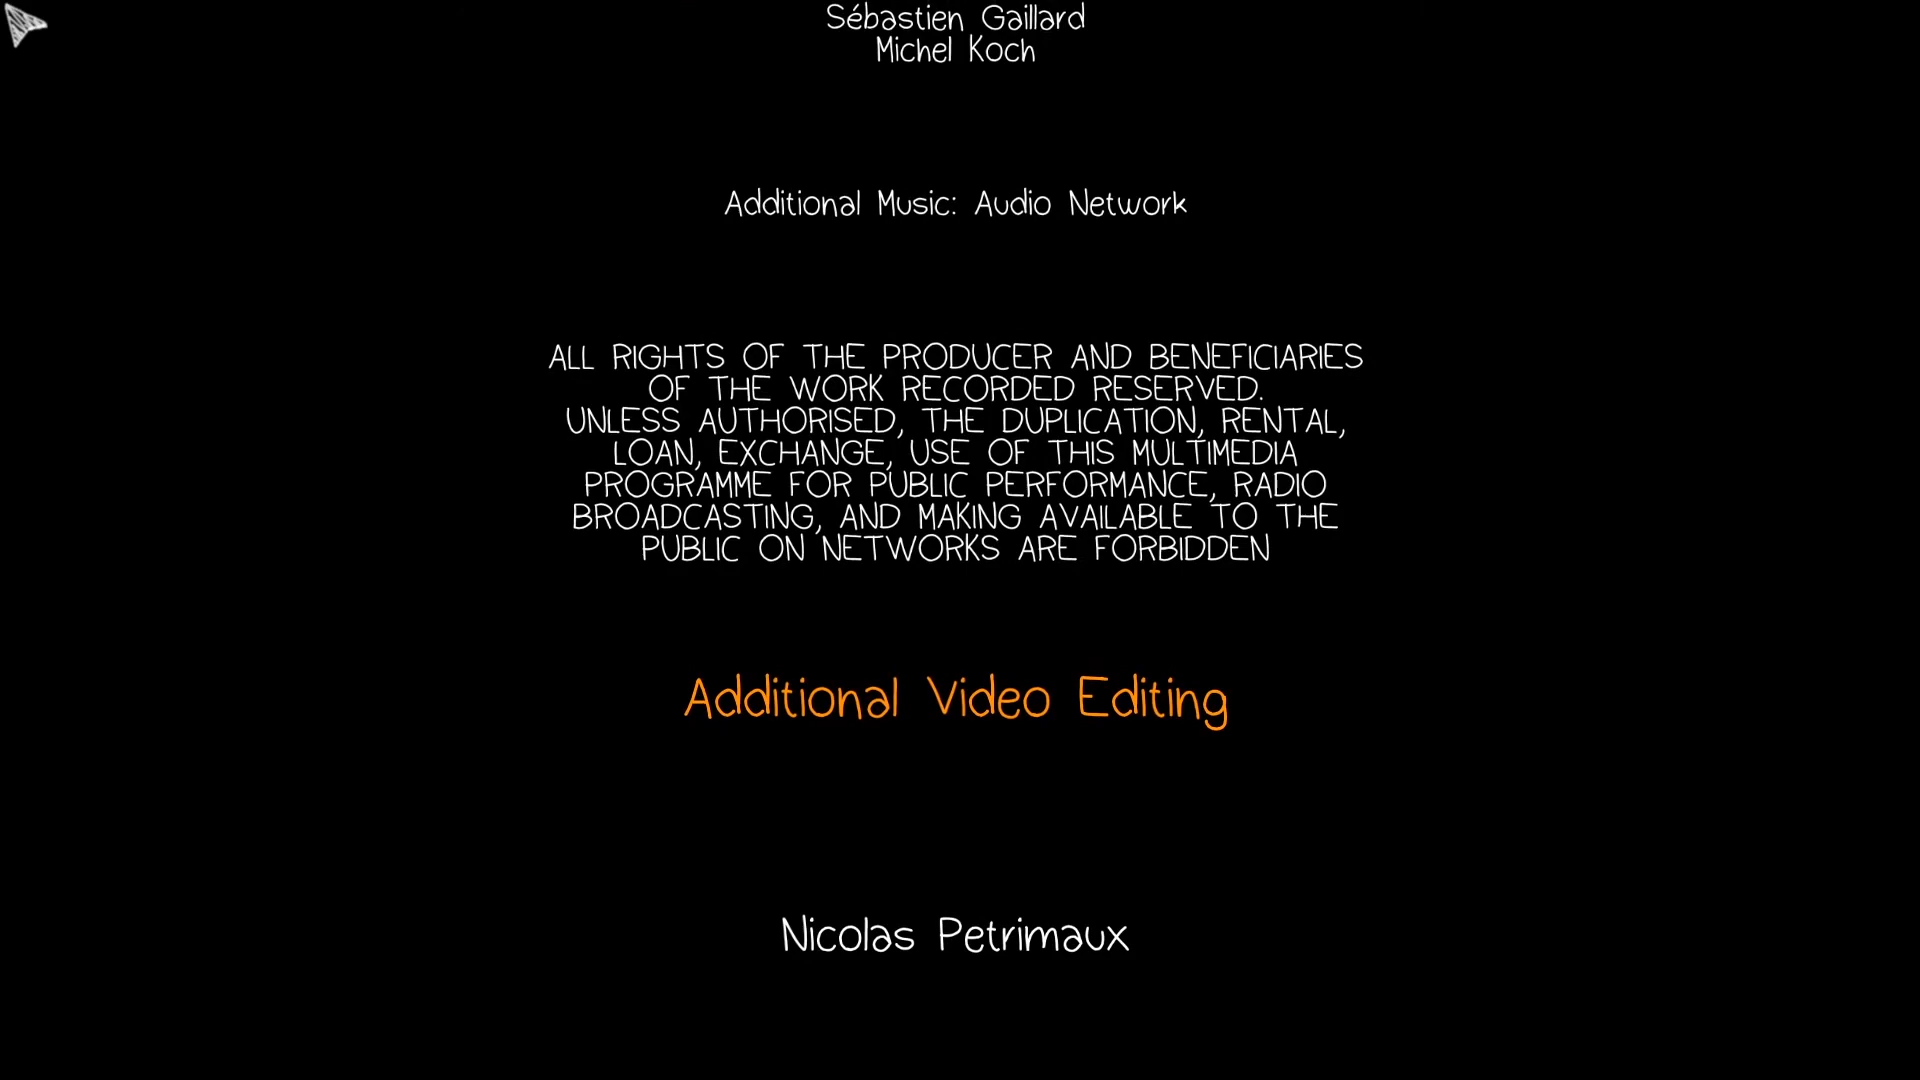 Sébastien Gaillard
Michel Koch
Additional Music: Audio Network
ALL RIGHTS OF THE PRODUCER AND BENEFICIARIES
OF THE WORK RECORDED RESERVED.
UNLESS AUTHORISED, THE DUPLICATION, RENTAL,
LOAN, EXCHANGE, USE OF THIS MULTIMEDIA
PROGRAMME FOR PUBLIC PERFORMANCE, RADIO
BROADCASTING, AND MAKING AVAILABLE TO THE
PUBLIC ON NETWORKS ARE FORBIDDEN
Additional Video Editing
Nicolas Petrimaux